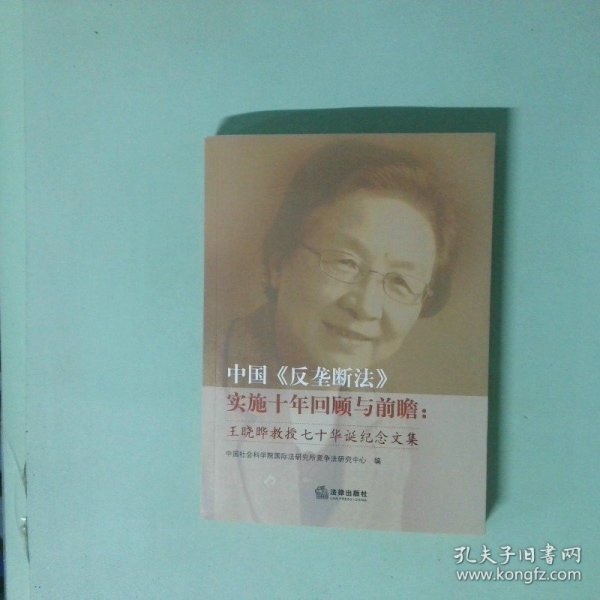 中国《反垄断法》
实施十年回顾与前瞻：
王晓晔教授七十华诞纪念文集
中国社会科学院国际法研究所竞争法研究中心 编
法律出版社
LAW PRESS·CHINA
孔夫子旧书网
www.kongfz.com